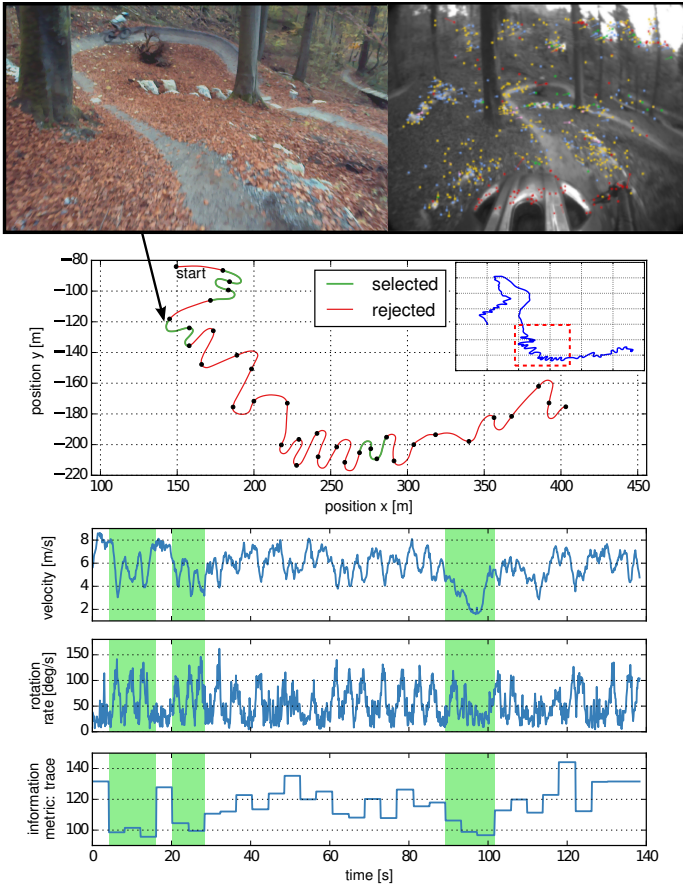 −80
−100
−120
−140
−160
−180
−200
−220
position y [m]
start
selected
rejected
100 150 200 250 300 350 400 450
position x [m]
8
6
4
2
velocity [m/s]
150
100
50
0
rotation
rate [deg/s]
140
120
100
information
metric: trace
0 20 40 60 80 100 120 140
time [s]